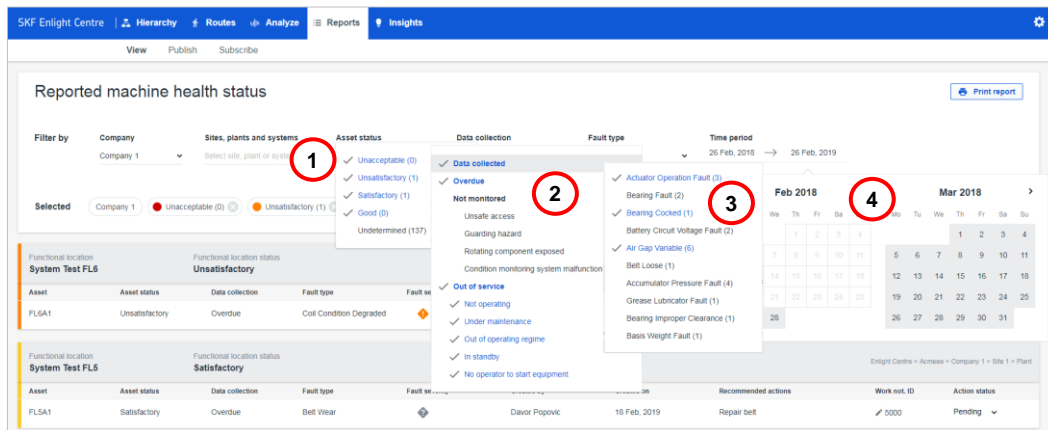 SKF Enlight Centre | Hierarchy Routes Analyze Reports Insights
View Publish Subscribe
Reported machine health status
Print report
Filter by Company Sites, plants and systems Asset status Data collection Fault type Time period
Company 1 Select site, plant or 26 Feb, 2018 → 26 Feb, 2019
1
Unacceptable (0)
Unsatisfactory (1)
Satisfactory (1)
Good (0)
Undetermined (137)
2
Data collected
Overdue
Not monitored
Unsafe access
Guarding hazard
Rotating component exposed
Condition monitoring system malfunction
Out of service
Not operating
Under maintenance
Out of operating regime
In standby
No operator to start equipment
3
Actuator Operation Fault (3)
Bearing Fault (2)
Bearing Cocked (1)
Battery Circuit Voltage Fault (2)
Air Gap Variable (6)
Belt Loose (1)
Accumulator Pressure Fault (4)
Grease Lubricator Fault (1)
Bearing Improper Clearance (1)
Basis Weight Fault (1)
4
Feb 2018 Mar 2018
We Th Fr Sa Mo Tu We Th Fr Sa Su
1 2 3 1 2 3 4
7 8 9 10 11 5 6 7 8 9 10 11
14 15 16 17 18 12 13 14 15 16 17 18
21 22 23 24 25 19 20 21 22 23 24 25
28 26 27 28 29 30 31
Selected Company 1 Unacceptable (0) Unsatisfactory (1)
Functional location Functional location status
System Test FL6 Unsatisfactory
Asset Asset status Data collection Fault type
FL6A1 Unsatisfactory Overdue Coil Condition Degraded
Functional location Functional location status
System Test FL5 Satisfactory
Enlight Centre » Acmeas » Company 1 » Site 1 » Plant
Asset Asset status Data collection Fault type Recommended actions Work not. ID Action status
FL5A1 Satisfactory Overdue Belt Wear Davor Popovic 18 Feb, 2019 Repair belt 5000 Pending